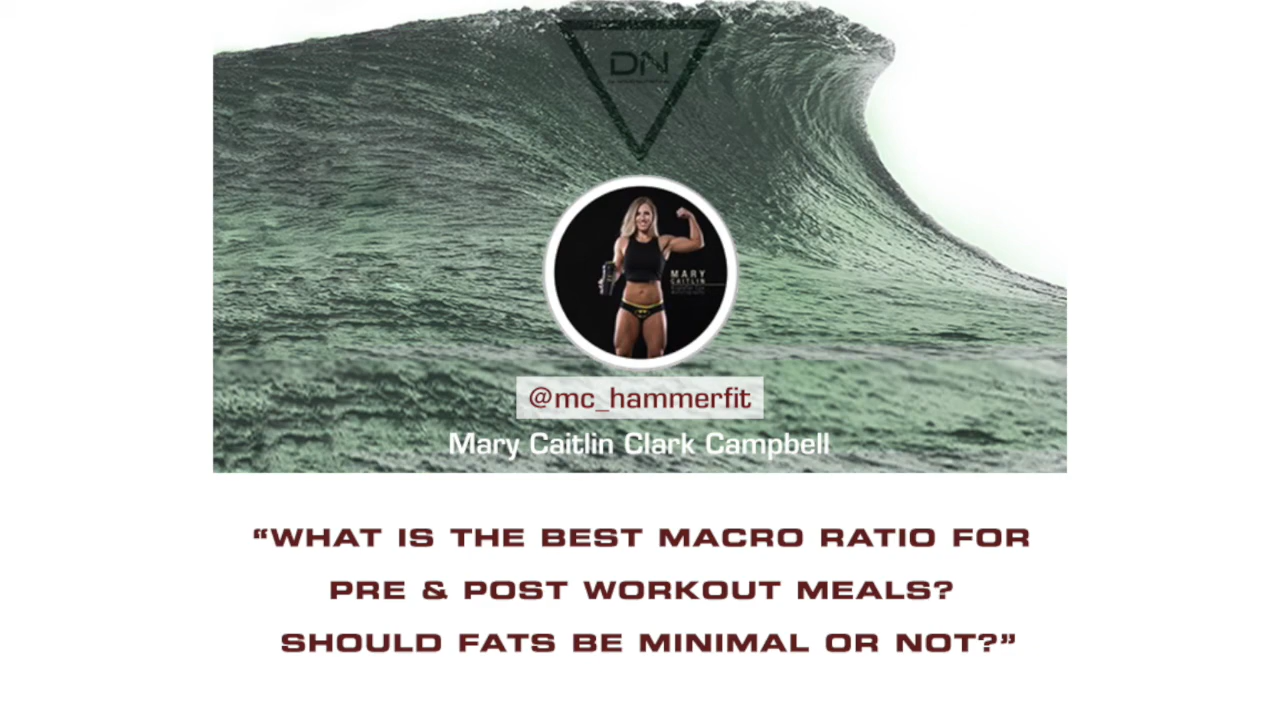 DN
MARY
CAITLIN
@mc_hammerfit
Mary Caitlin Clark Campbell
“WHAT IS THE BEST MACRO RATIO FOR
PRE & POST WORKOUT MEALS?
SHOULD FATS BE MINIMAL OR NOT?”